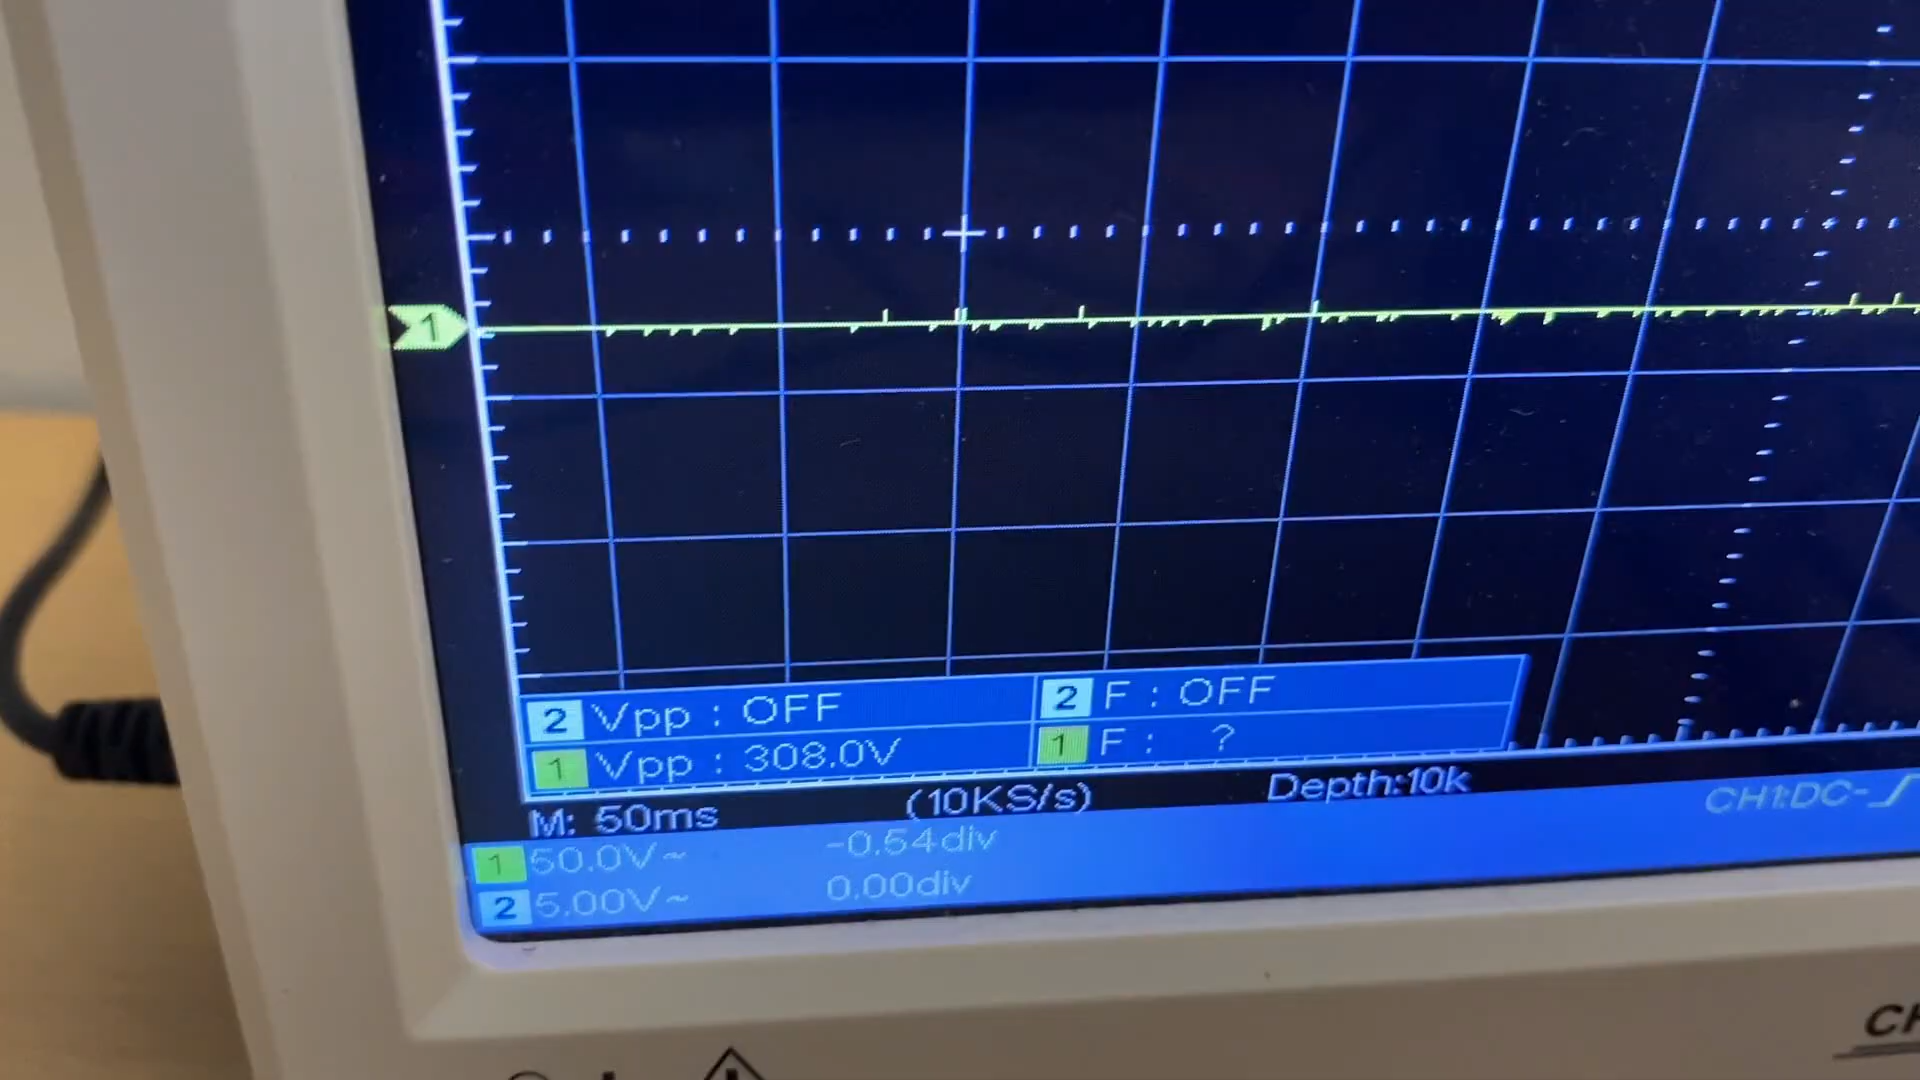 1
2 Vpp : OFF 2 F : OFF
1 Vpp : 308.0V 1 F : ?
M: 50ms (10KS/s) Depth:10k
CH1:DC-
1 50.0V~ -0.54div
2 5.00V~ 0.00div